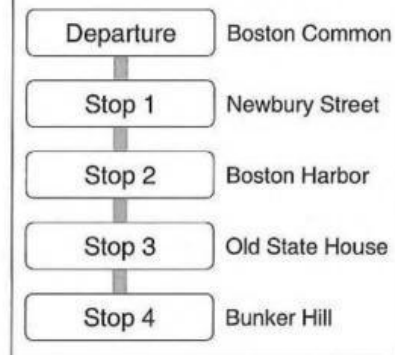 Departure Boston Common
Stop 1 Newbury Street
Stop 2 Boston Harbor
Stop 3 Old State House
Stop 4 Bunker Hill